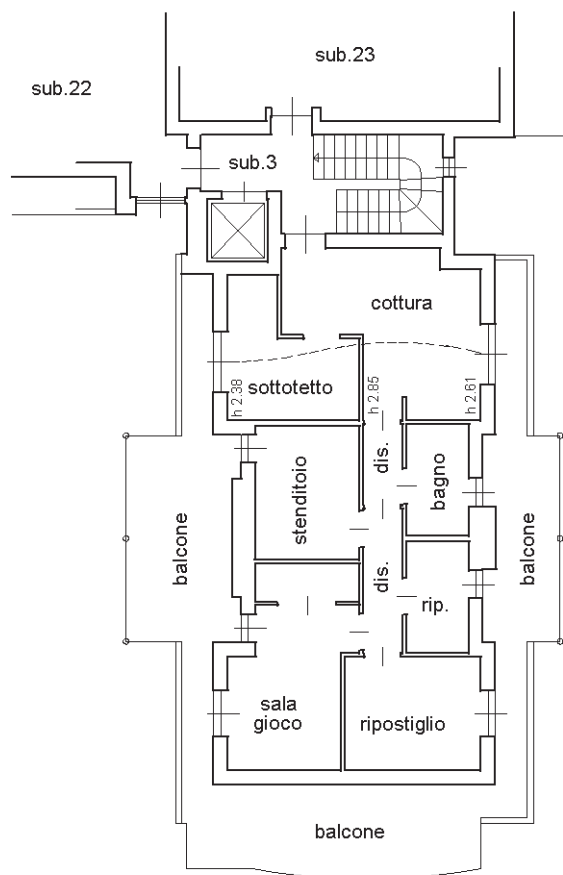 sub.23
sub.22
sub.3
cottura
sottotetto
h 2.38
h 2.85
h 2.61
dis.
bagno
stenditoio
balcone
balcone
dis.
rip.
sala
gioco
ripostiglio
balcone